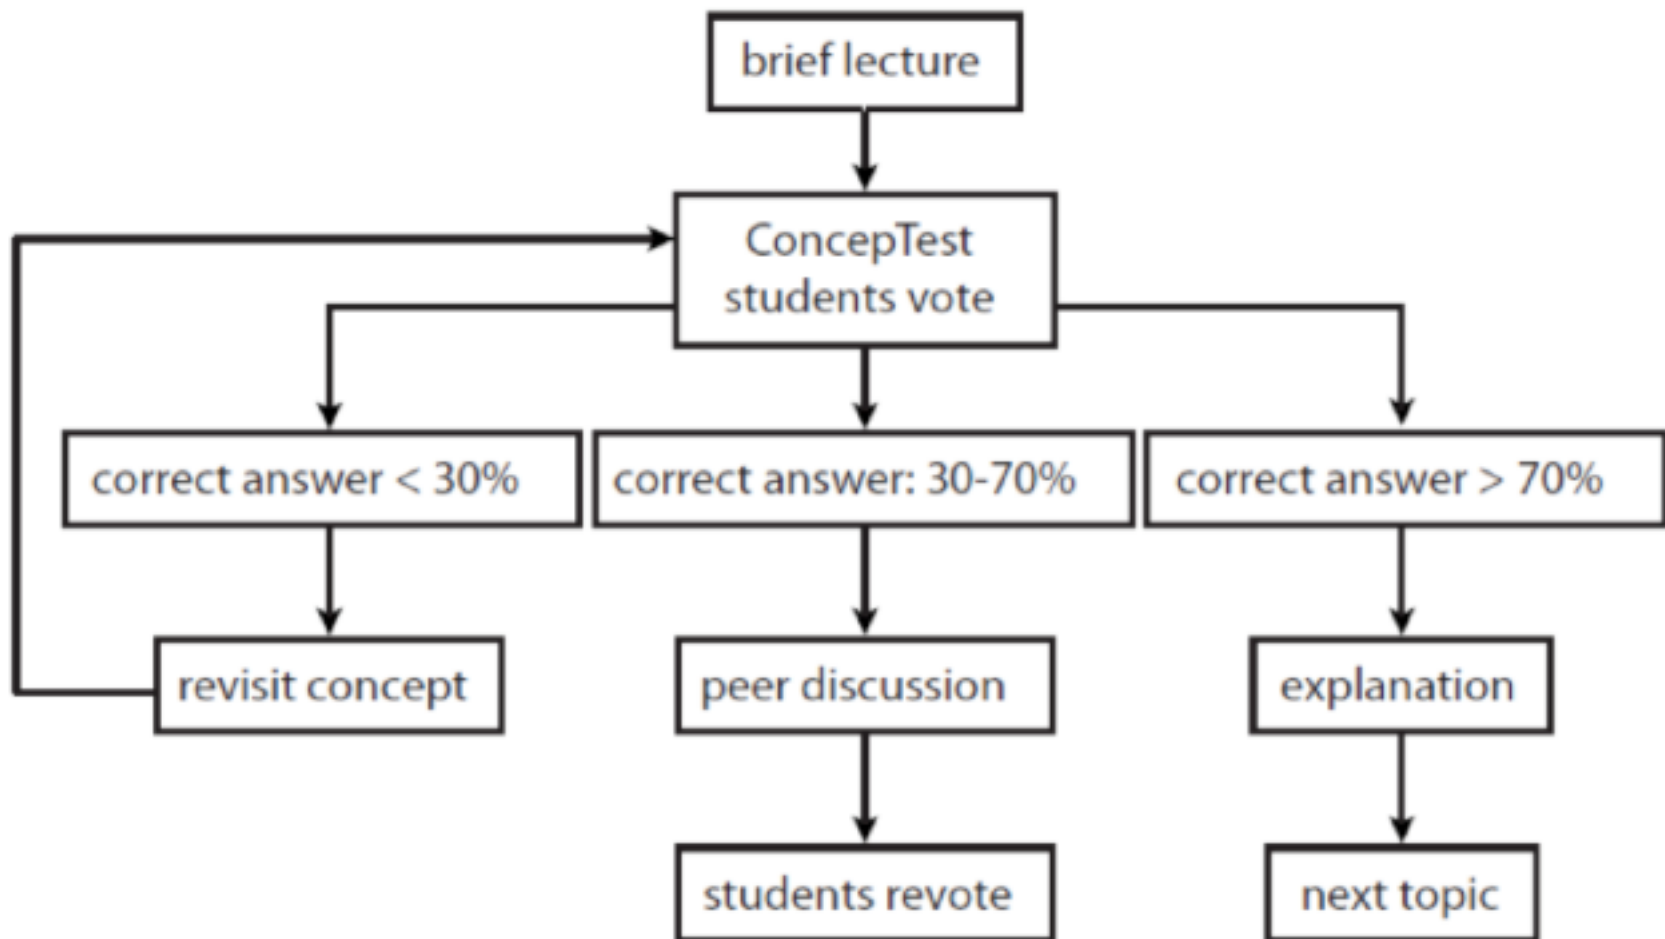 brief lecture
ConcepTest
students vote
correct answer < 30%
correct answer: 30-70%
correct answer > 70%
revisit concept
peer discussion
explanation
students revote
next topic